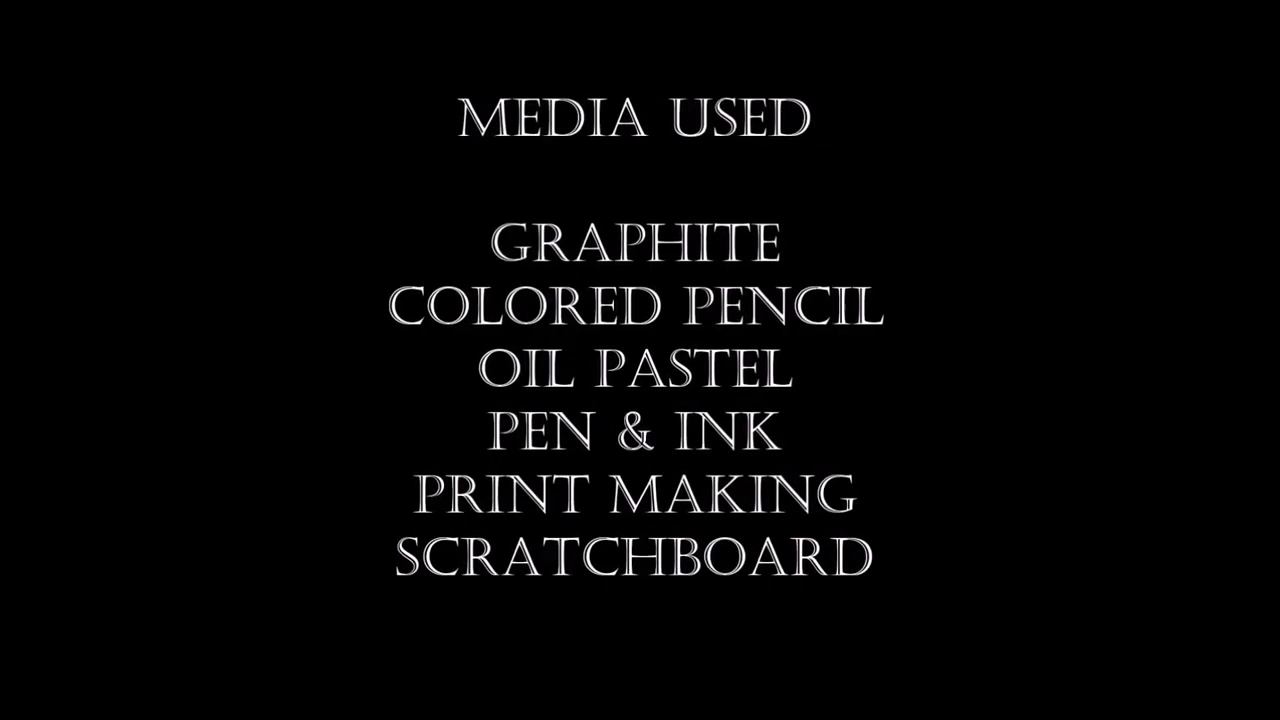 MEDIA USED
GRAPHITE
COLORED PENCIL
OIL PASTEL
PEN & INK
PRINT MAKING
SCRATCHBOARD